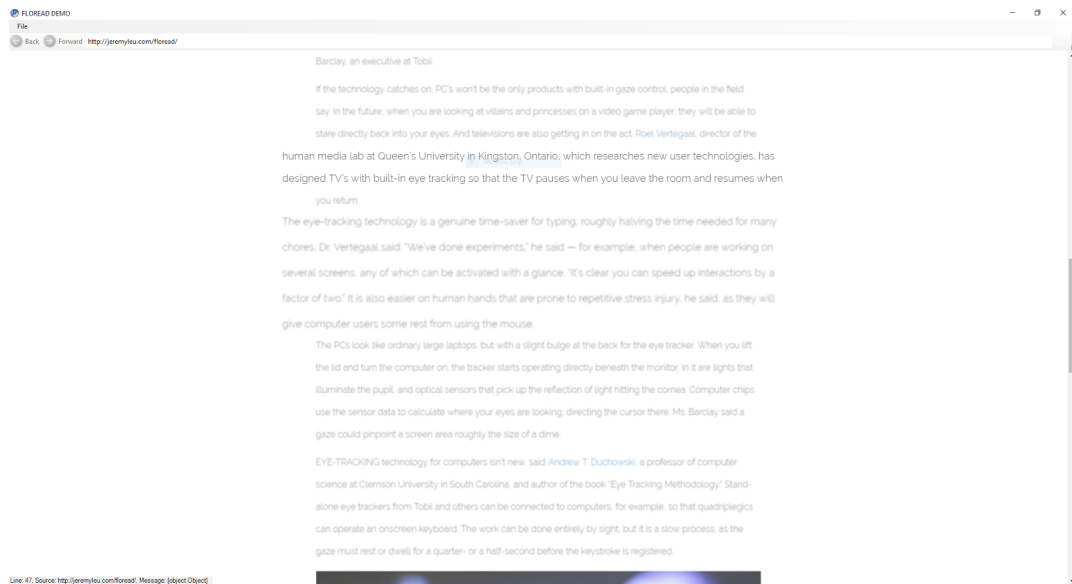 FLOREAD DEMO
File
Back Forward http://jeremyleu.com/floread/
Barclay, an executive at Tobii.
If the technology catches on, PC's won't be the only products with built-in gaze control, people in the field
say. In the future, when you are looking at villains and princesses on a video game player, they will be able to
stare directly back into your eyes. And televisions are also getting in on the act. Roel Vertegaal, director of the
human media lab at Queen's University in Kingston, Ontario, which researches new user technologies, has
designed TV's with built-in eye tracking so that the TV pauses when you leave the room and resumes when
you return.
The eye-tracking technology is a genuine time-saver for typing, roughly halving the time needed for many
chores, Dr. Vertegaal said. "We've done experiments," he said — for example, when people are working on
several screens, any of which can be activated with a glance. "It's clear you can speed up interactions by a
factor of two." It is also easier on human hands that are prone to repetitive stress injury, he said, as they will
give computer users some rest from using the mouse.
The PCs look like ordinary large laptops, but with a slight bulge at the back for the eye tracker. When you lift
the lid and turn the computer on, the tracker starts operating directly beneath the monitor. In it are lights that
illuminate the pupil, and optical sensors that pick up the reflection of light hitting the cornea. Computer chips
use the sensor data to calculate where your eyes are looking, directing the cursor there. Ms. Barclay said a
gaze could pinpoint a screen area roughly the size of a dime.
EYE-TRACKING technology for computers isn't new, said Andrew T. Duchowski, a professor of computer
science at Clemson University in South Carolina, and author of the book "Eye Tracking Methodology." Stand-
alone eye trackers from Tobii and others can be connected to computers, for example, so that quadriplegics
can operate an onscreen keyboard. The work can be done entirely by sight, but it is a slow process, as the
gaze must rest or dwell for a quarter- or a half-second before the keystroke is registered.
Line: 47, Source: http://jeremyleu.com/floread/, Message: [object Object]